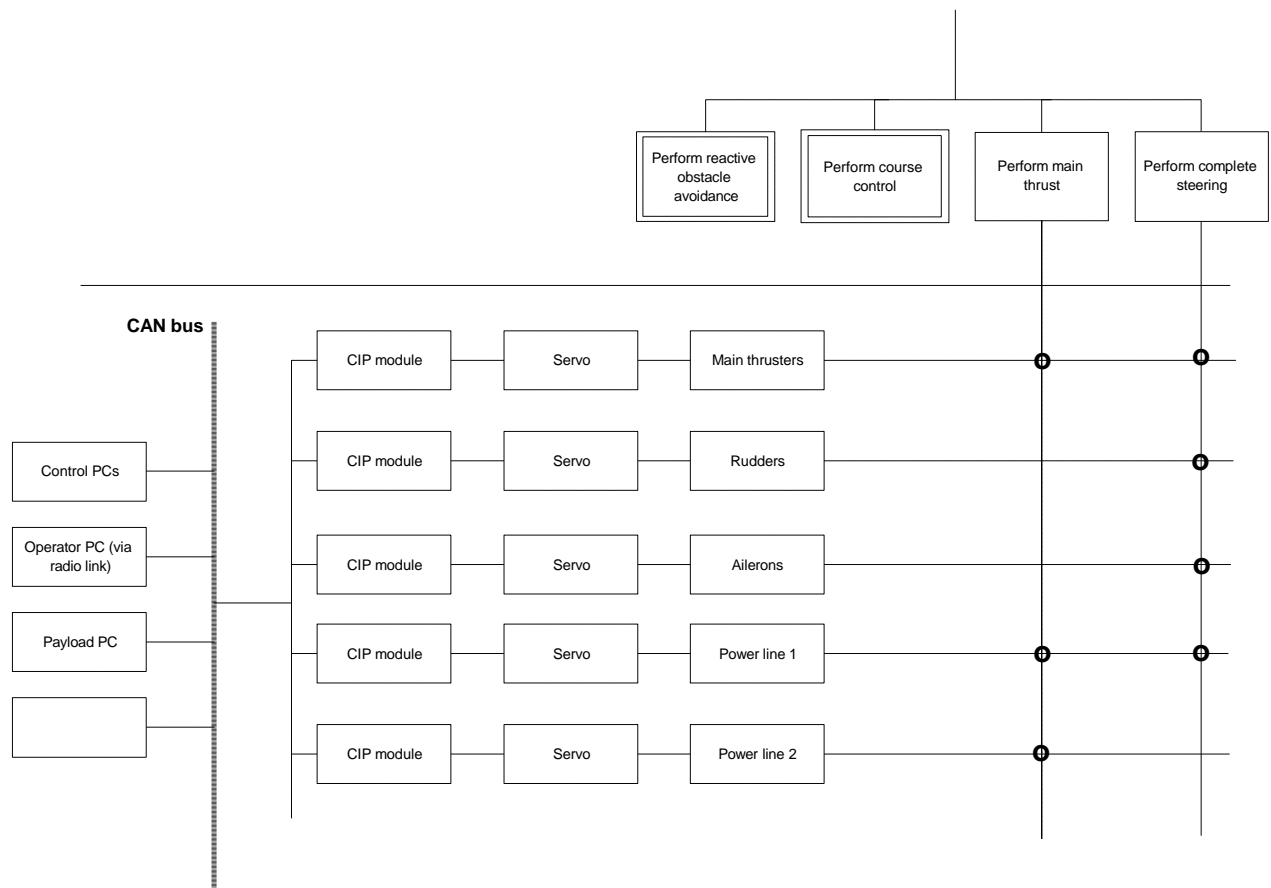 Perform reactive
obstacle
avoidance
Perform course
control
Perform main
thrust
Perform complete
steering
CAN bus
CIP module
Servo
Main thrusters
O
O
Control PCs
CIP module
Servo
Rudders
O
Operator PC (via
radio link)
CIP module
Servo
Ailerons
O
Payload PC
CIP module
Servo
Power line 1
O
O
CIP module
Servo
Power line 2
O